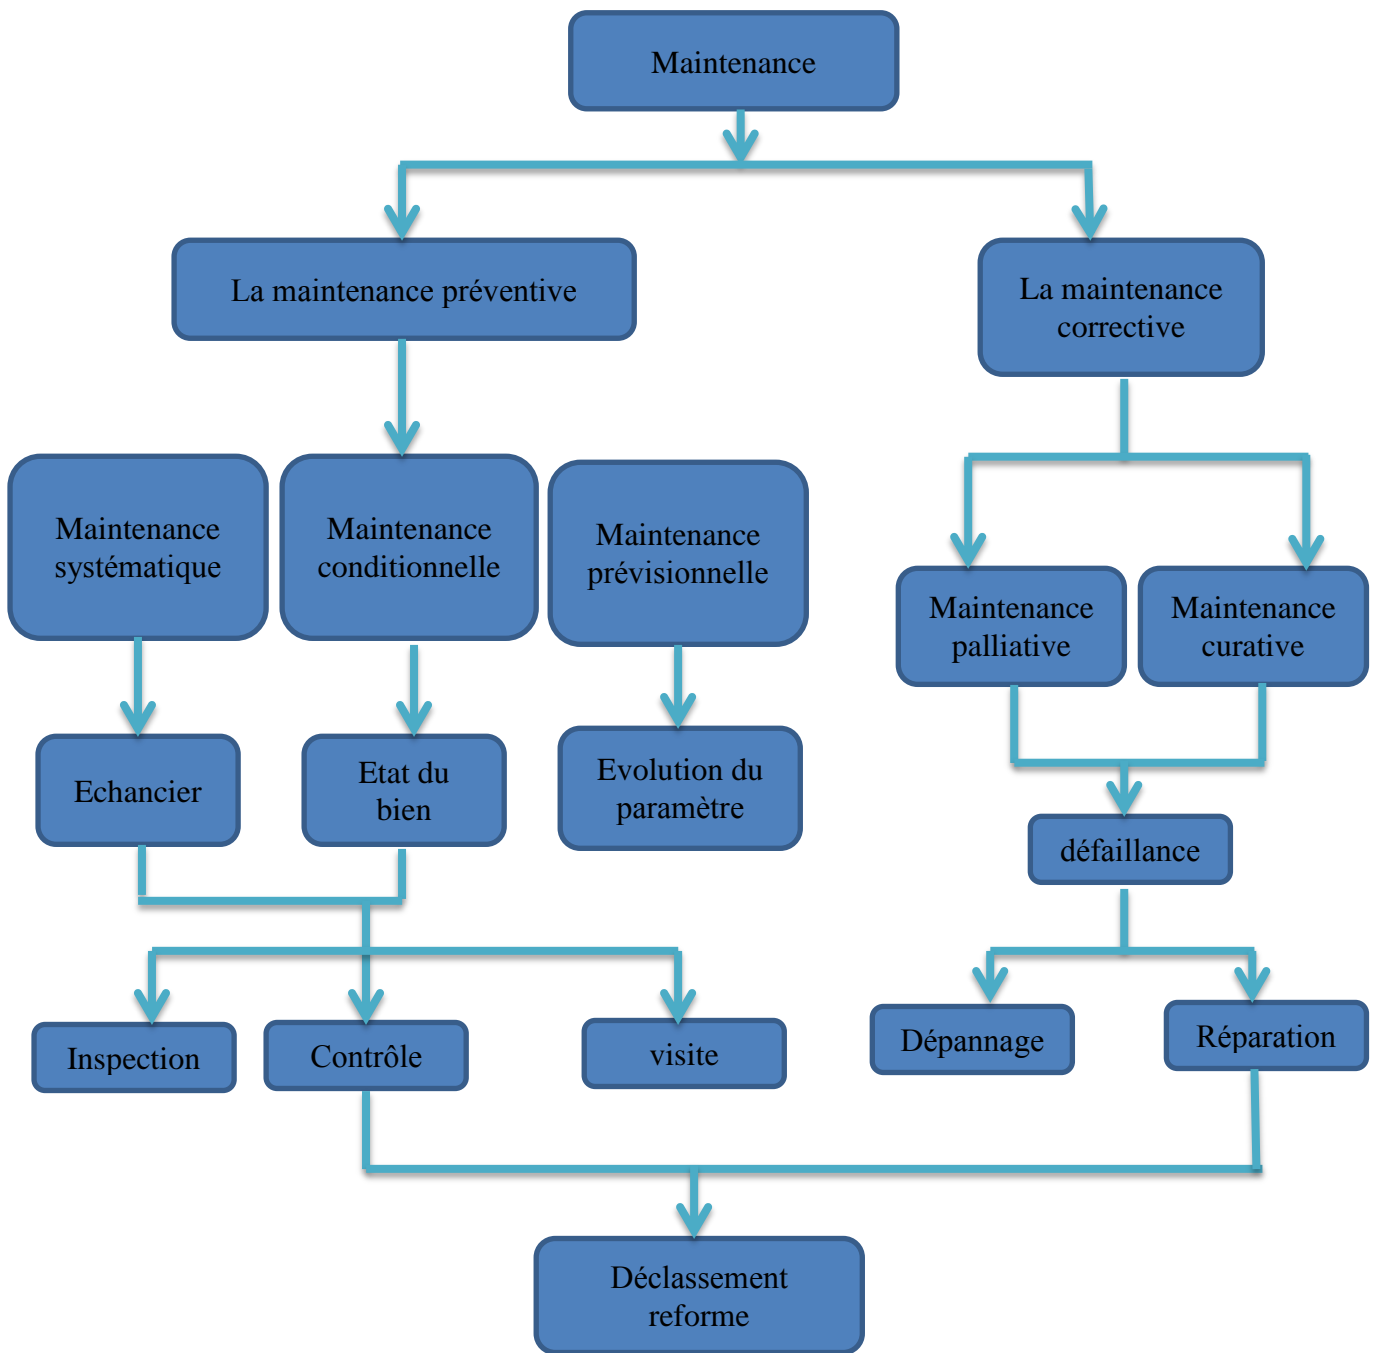 Maintenance
La maintenance préventive
La maintenance
corrective
Maintenance
systématique
Maintenance
conditionnelle
Maintenance
prévisionnelle
Maintenance
palliative
Maintenance
curative
Echancier
Etat du
bien
Evolution du
paramètre
défaillance
Inspection
Contrôle
visite
Dépannage
Réparation
Déclassement
reforme